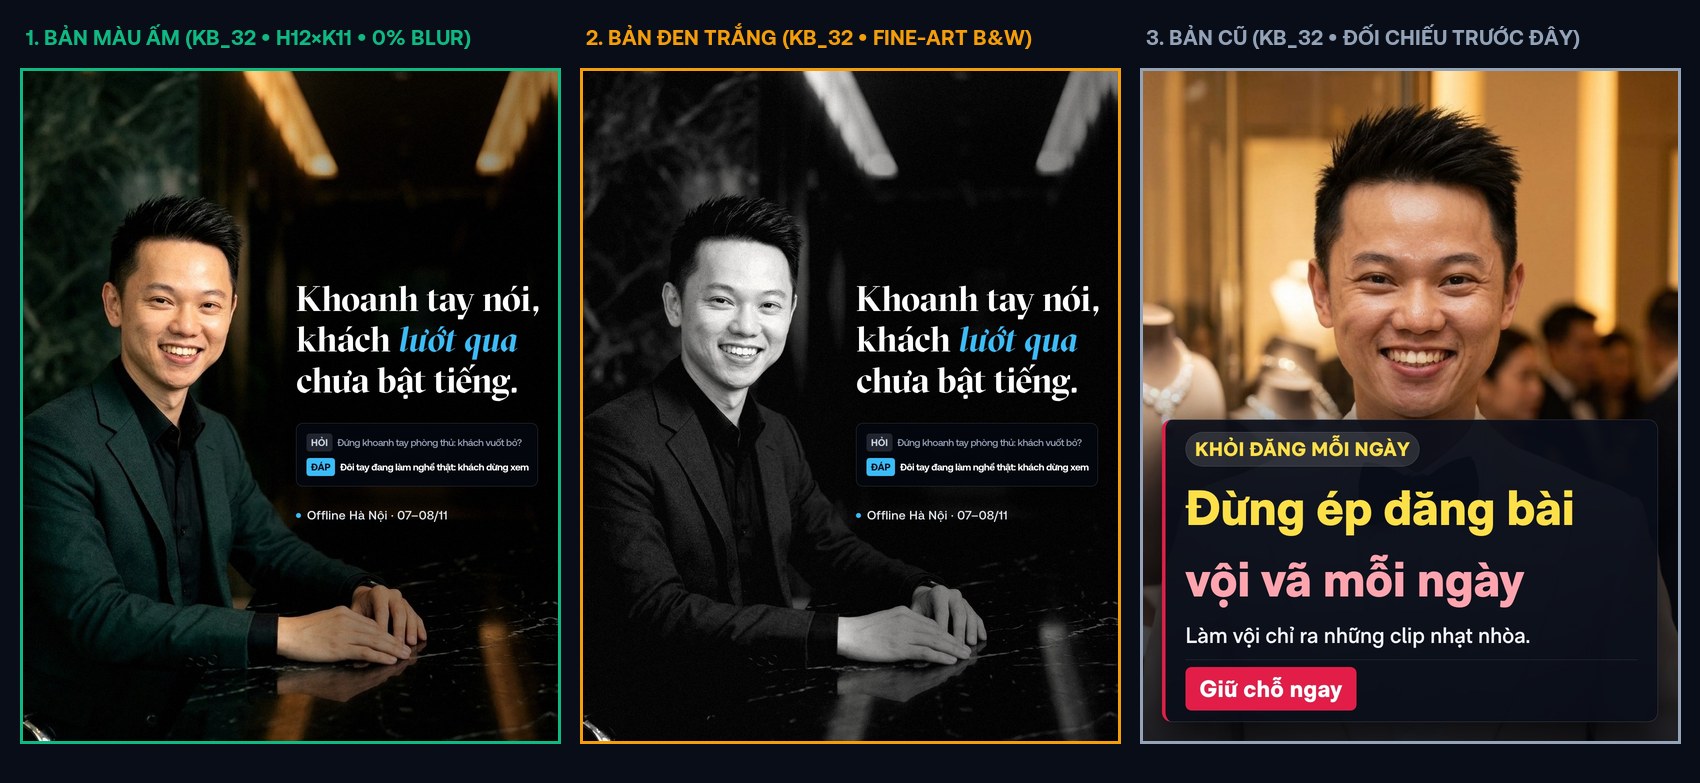 1. BẢN MÀU ẤM (KB_32 • H12×K11 • 0% BLUR)
Khoanh tay nói,
khách lướt qua
chưa bật tiếng.
HỎI Đứng khoanh tay phòng thủ: khách vuốt bỏ?
ĐÁP Đôi tay đang làm nghề thật: khách dừng xem
• Offline Hà Nội · 07–08/11
2. BẢN ĐEN TRẮNG (KB_32 • FINE-ART B&W)
Khoanh tay nói,
khách lướt qua
chưa bật tiếng.
HỎI Đứng khoanh tay phòng thủ: khách vuốt bỏ?
ĐÁP Đôi tay đang làm nghề thật: khách dừng xem
• Offline Hà Nội · 07–08/11
3. BẢN CŨ (KB_32 • ĐỐI CHIẾU TRƯỚC ĐÂY)
KHỎI ĐĂNG MỖI NGÀY
Đừng ép đăng bài
vội vã mỗi ngày
Làm vội chỉ ra những clip nhạt nhòa.
Giữ chỗ ngay